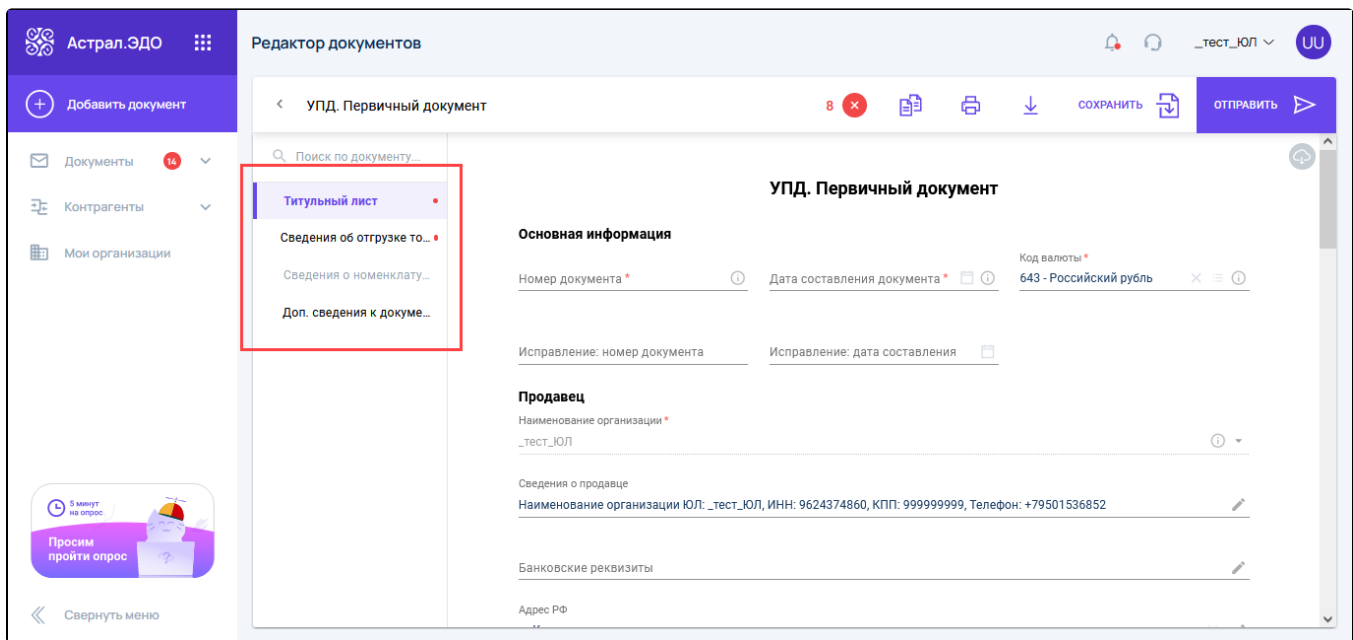 Астрал.ЭДО
Редактор документов
_тест_ЮЛ
UU
Добавить документ
УПД. Первичный документ
8
СОХРАНИТЬ
ОТПРАВИТЬ
Документы
14
Контрагенты
Мои организации
Поиск по документу...
Титульный лист
Сведения об отгрузке то...
Сведения о номенклату...
Доп. сведения к докуме...
УПД. Первичный документ
Основная информация
Номер документа *
Дата составления документа *
Код валюты *
643 - Российский рубль
Исправление: номер документа
Исправление: дата составления
Продавец
Наименование организации *
_тест_ЮЛ
Сведения о продавце
Наименование организации ЮЛ: _тест_ЮЛ, ИНН: 9624374860, КПП: 999999999, Телефон: +79501536852
Банковские реквизиты
Адрес РФ
5 минут
на опрос
Просим
пройти опрос
Свернуть меню